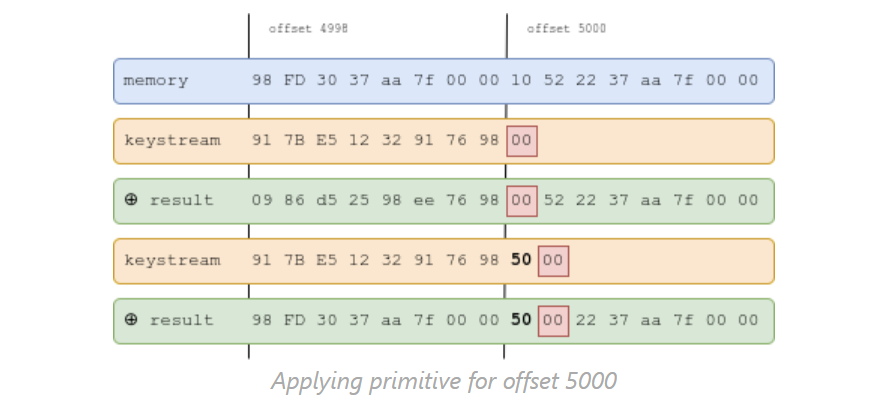 offset 4998 offset 5000
memory 98 FD 30 37 aa 7f 00 00 10 52 22 37 aa 7f 00 00
keystream 91 7B E5 12 32 91 76 98 00
⊕ result 09 86 d5 25 98 ee 76 98 00 52 22 37 aa 7f 00 00
keystream 91 7B E5 12 32 91 76 98 50 00
⊕ result 98 FD 30 37 aa 7f 00 00 50 00 22 37 aa 7f 00 00
Applying primitive for offset 5000